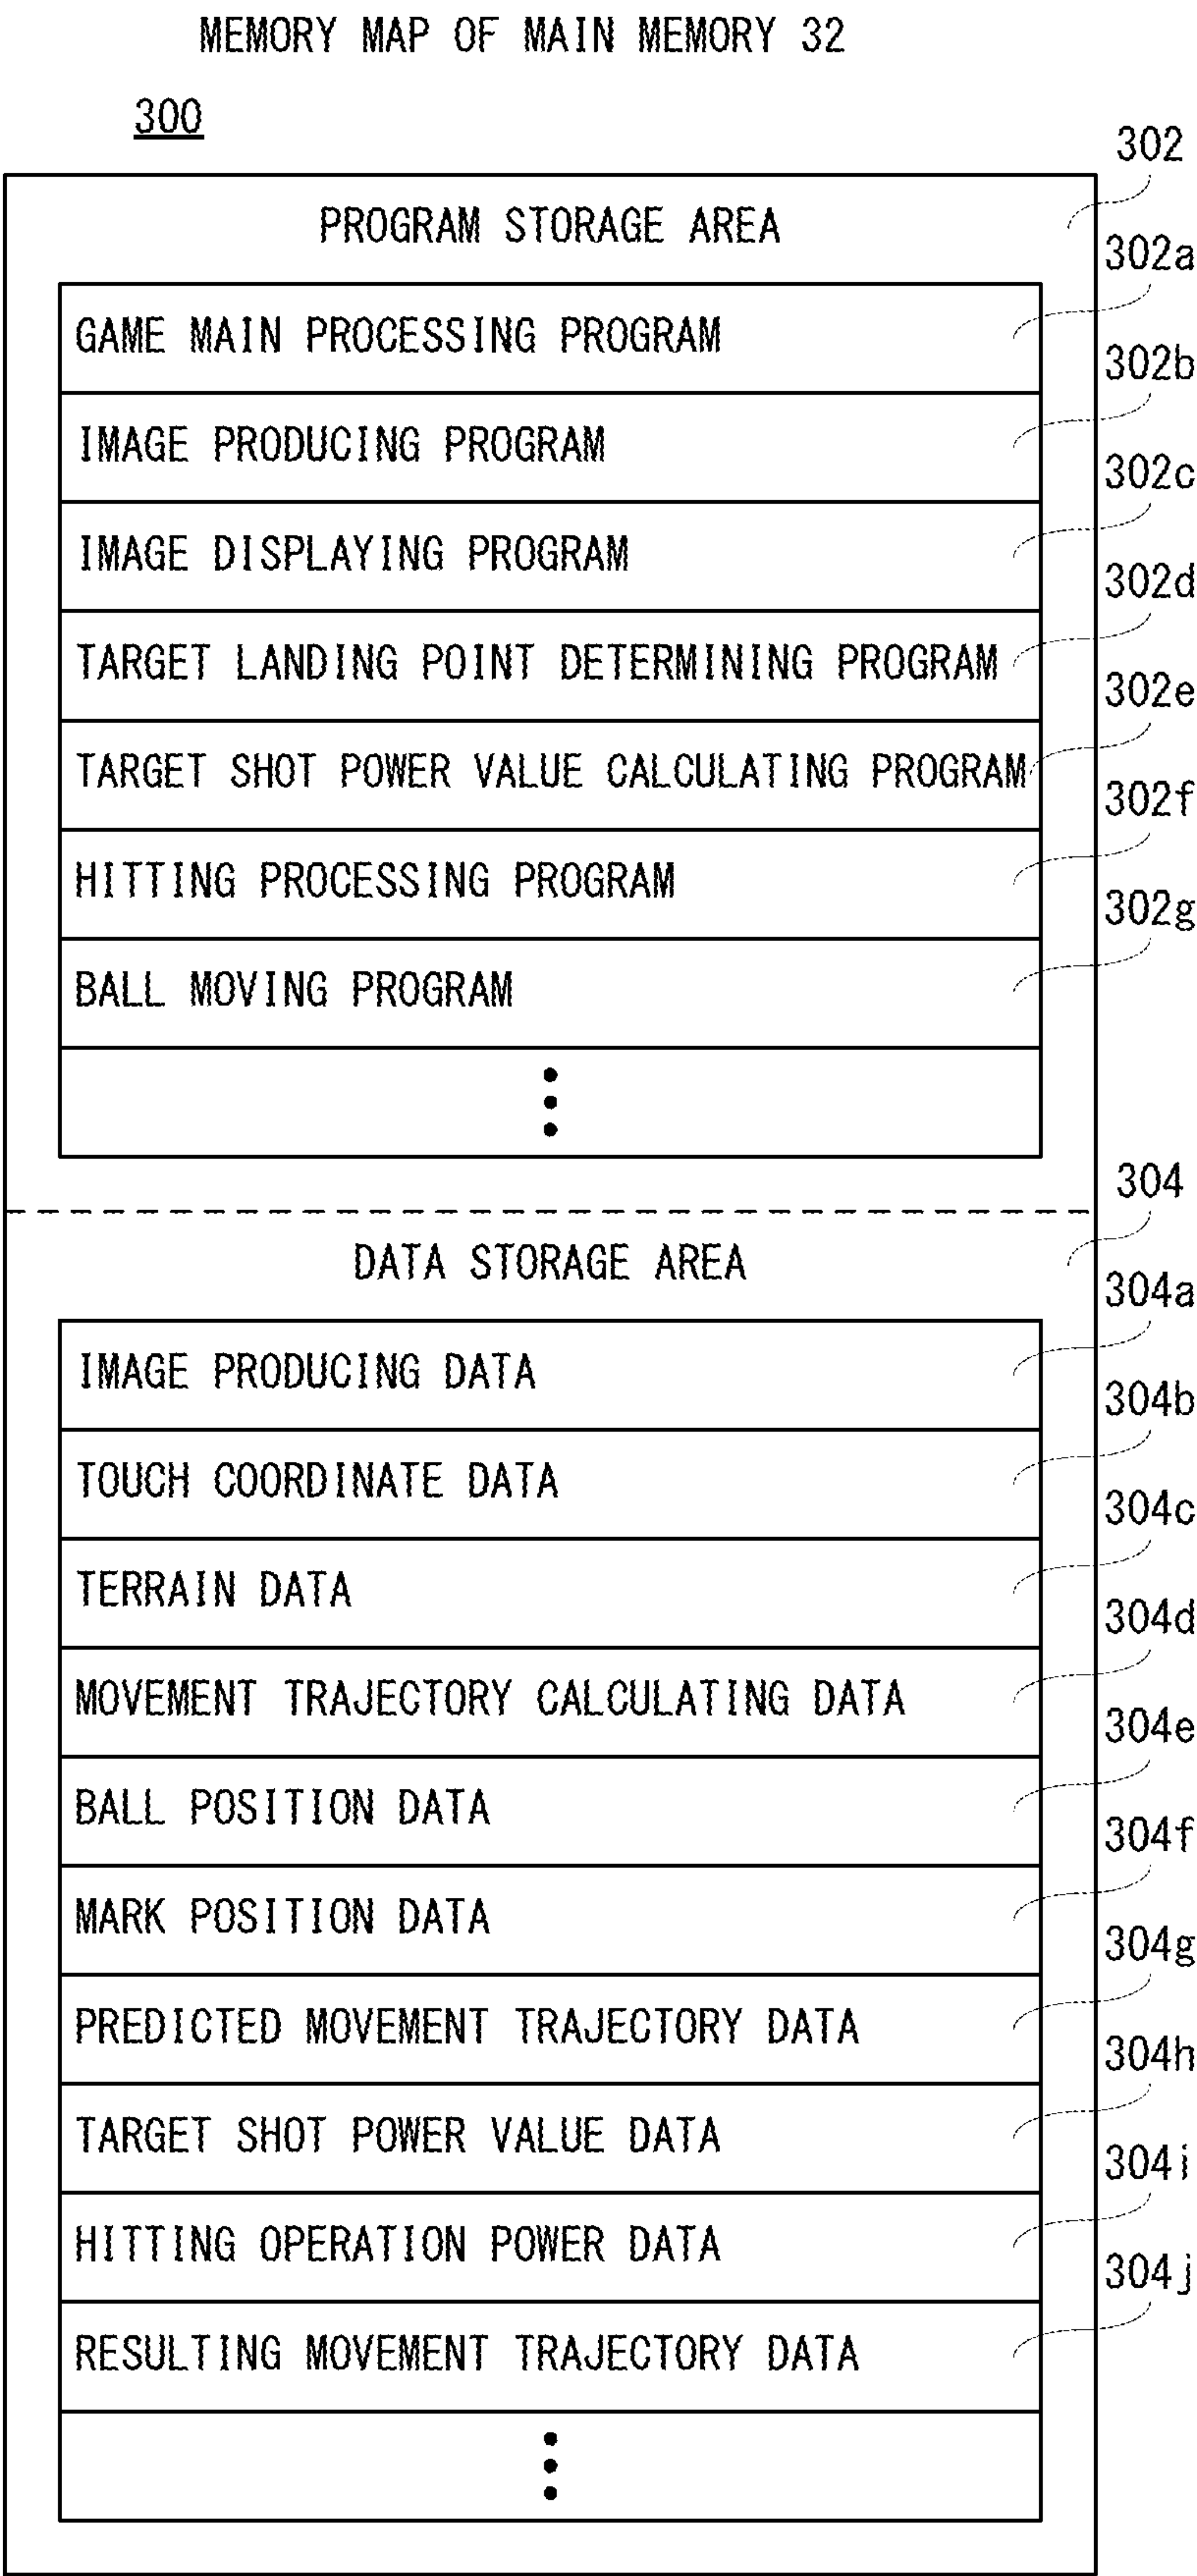 MEMORY MAP OF MAIN MEMORY 32
300
302
PROGRAM STORAGE AREA
302a
GAME MAIN PROCESSING PROGRAM
302b
IMAGE PRODUCING PROGRAM
302c
IMAGE DISPLAYING PROGRAM
302d
TARGET LANDING POINT DETERMINING PROGRAM
302e
TARGET SHOT POWER VALUE CALCULATING PROGRAM
302f
HITTING PROCESSING PROGRAM
302g
BALL MOVING PROGRAM
304
DATA STORAGE AREA
304a
IMAGE PRODUCING DATA
304b
TOUCH COORDINATE DATA
304c
TERRAIN DATA
304d
MOVEMENT TRAJECTORY CALCULATING DATA
304e
BALL POSITION DATA
304f
MARK POSITION DATA
304g
PREDICTED MOVEMENT TRAJECTORY DATA
304h
TARGET SHOT POWER VALUE DATA
304i
HITTING OPERATION POWER DATA
304j
RESULTING MOVEMENT TRAJECTORY DATA